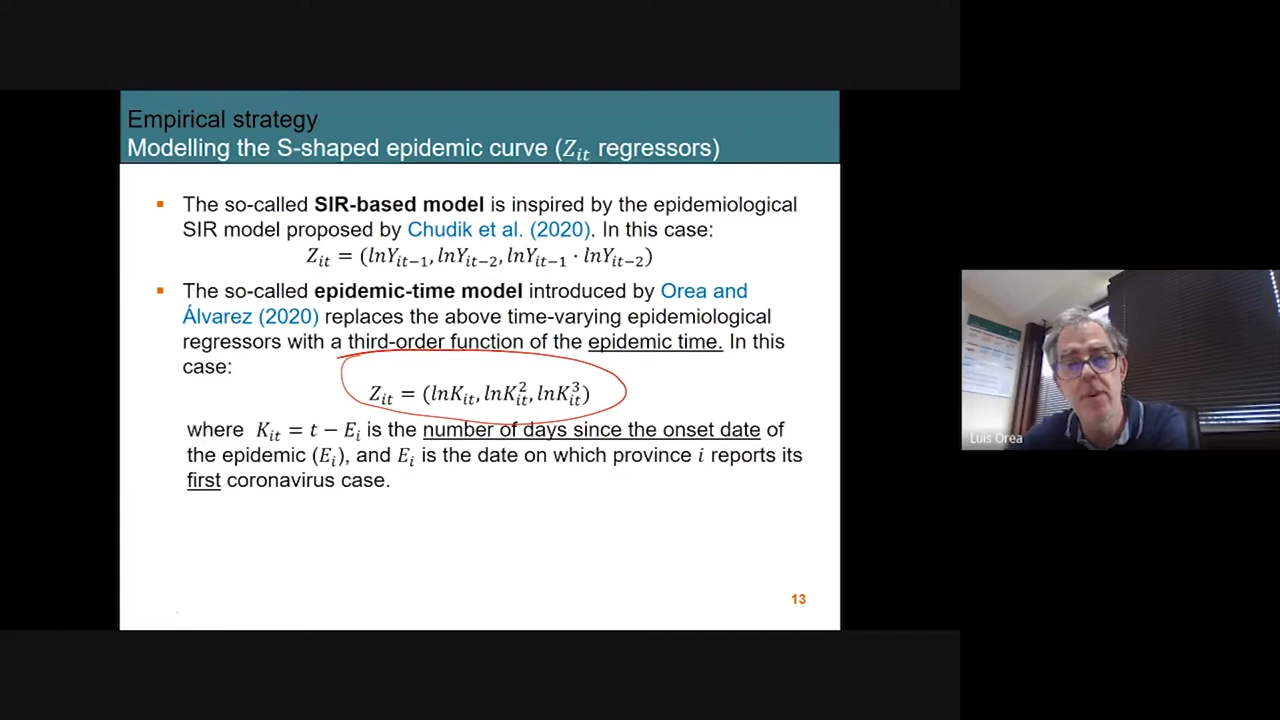 Empirical strategy
Modelling the S-shaped epidemic curve (Z_it regressors)
▪ The so-called SIR-based model is inspired by the epidemiological
SIR model proposed by Chudik et al. (2020). In this case:
Z_it = (lnY_it−1, lnY_it−2, lnY_it−1 · lnY_it−2)
▪ The so-called epidemic-time model introduced by Orea and
Álvarez (2020) replaces the above time-varying epidemiological
regressors with a third-order function of the epidemic time. In this
case:
Z_it = (lnK_it, lnK_it^2, lnK_it^3)
where K_it = t − E_i is the number of days since the onset date of
the epidemic (E_i), and E_i is the date on which province i reports its
first coronavirus case.
13
Luis Orea